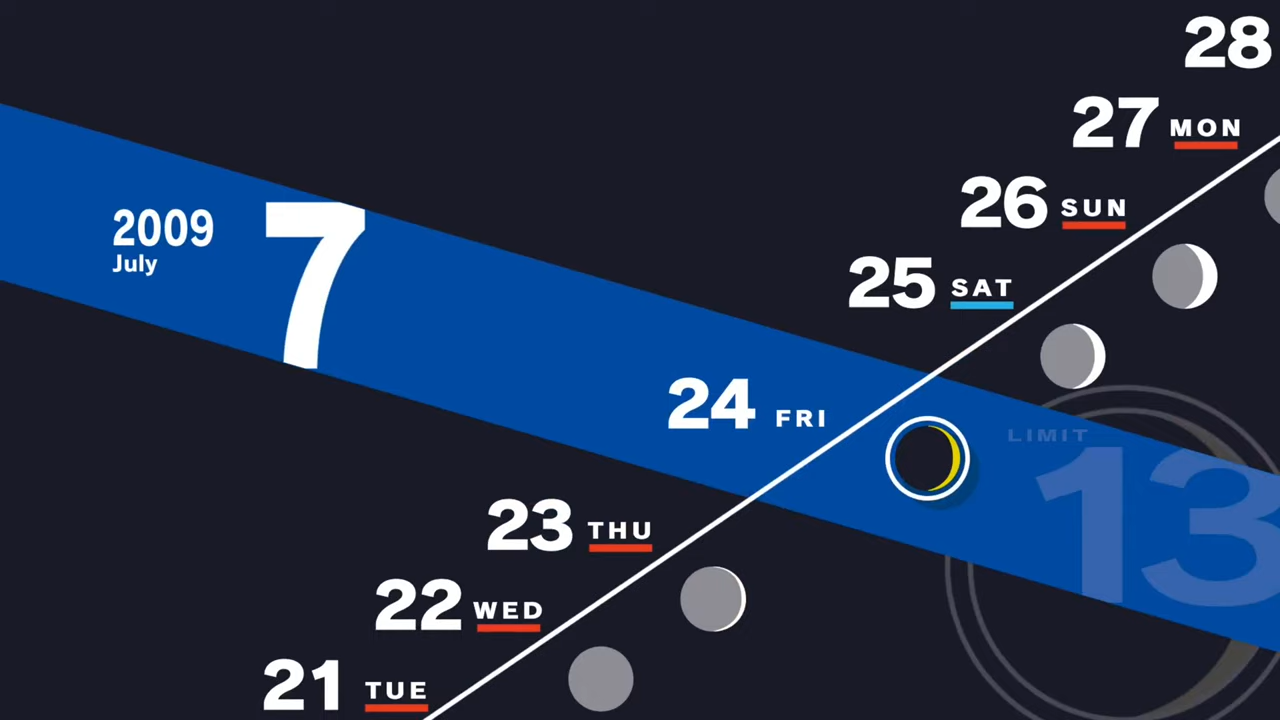 28
27 MON
26 SUN
25 SAT
2009
July
7
24 FRI
LIMIT
13
23 THU
22 WED
21 TUE